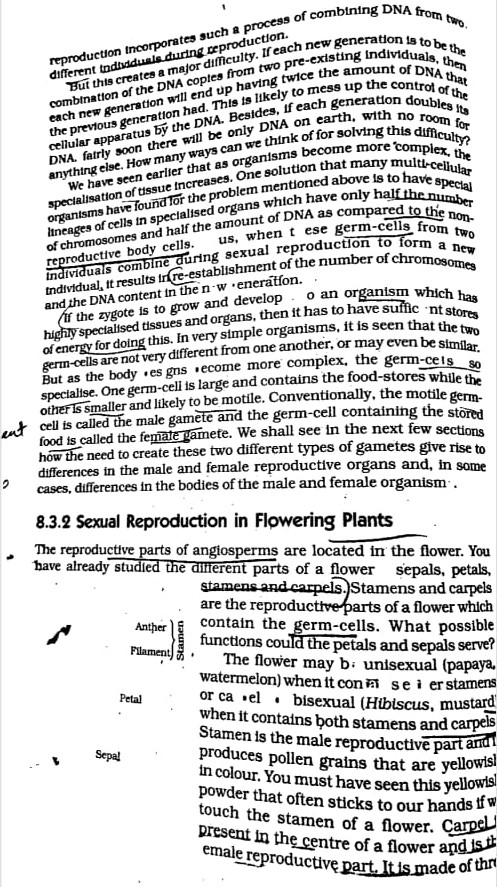 reproduction incorporates such a process of combining DNA from two
different individuals during reproduction.
But this creates a major difficulty. If each new generation is to be the
combination of the DNA copies from two pre-existing individuals, then
each new generation will end up having twice the amount of DNA that
the previous generation had. This is likely to mess up the control of the
cellular apparatus by the DNA. Besides, if each generation doubles its
DNA, fairly soon there will be only DNA on earth, with no room for
anything else. How many ways can we think of for solving this difficulty?
We have seen earlier that as organisms become more complex, the
specialisation of tissue increases. One solution that many multi-cellular
organisms have found for the problem mentioned above is to have special
lineages of cells in specialised organs which have only half the number
of chromosomes and half the amount of DNA as compared to the non-
reproductive body cells. us, when t ese germ-cells from two
individuals combine during sexual reproduction to form a new
individual, it results in re-establishment of the number of chromosomes
and the DNA content in the n w eneration.
If the zygote is to grow and develop o an organism which has
highly specialised tissues and organs, then it has to have suffic nt stores
of energy for doing this. In very simple organisms, it is seen that the two
germ-cells are not very different from one another, or may even be similar.
But as the body es gns ecome more complex, the germ-cells so
specialise. One germ-cell is large and contains the food-stores while the
other is smaller and likely to be motile. Conventionally, the motile germ-
cell is called the male gamete and the germ-cell containing the stored
food is called the female gamete. We shall see in the next few sections
how the need to create these two different types of gametes give rise to
differences in the male and female reproductive organs and, in some
cases, differences in the bodies of the male and female organism .
8.3.2 Sexual Reproduction in Flowering Plants
The reproductive parts of angiosperms are located in the flower. You
have already studied the different parts of a flower sepals, petals,
stamens and carpels. Stamens and carpels
are the reproductive parts of a flower which
contain the germ-cells. What possible
functions could the petals and sepals serve?
The flower may b unisexual (papaya,
watermelon) when it con s e i er stamens
or ca el bisexual (Hibiscus, mustard
when it contains both stamens and carpels
Stamen is the male reproductive part and
produces pollen grains that are yellowis
in colour. You must have seen this yellowis
powder that often sticks to our hands if w
touch the stamen of a flower. Carpel
present in the centre of a flower and is th
emale reproductive part. It is made of thr
Anther
Filament
Stamen
Petal
Sepal